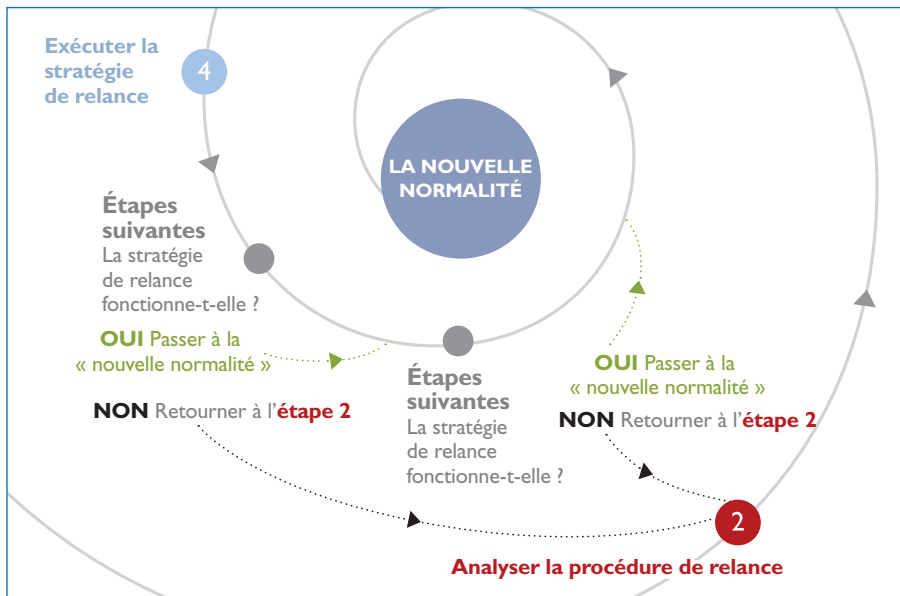 Exécuter la
stratégie
de relance
4
LA NOUVELLE
NORMALITÉ
Étapes
suivantes
La stratégie
de relance
fonctionne-t-elle ?
OUI Passer à la
« nouvelle normalité »
NON Retourner à l'étape 2
Étapes
suivantes
La stratégie
de relance
fonctionne-t-elle ?
OUI Passer à la
« nouvelle normalité »
NON Retourner à l'étape 2
2
Analyser la procédure de relance